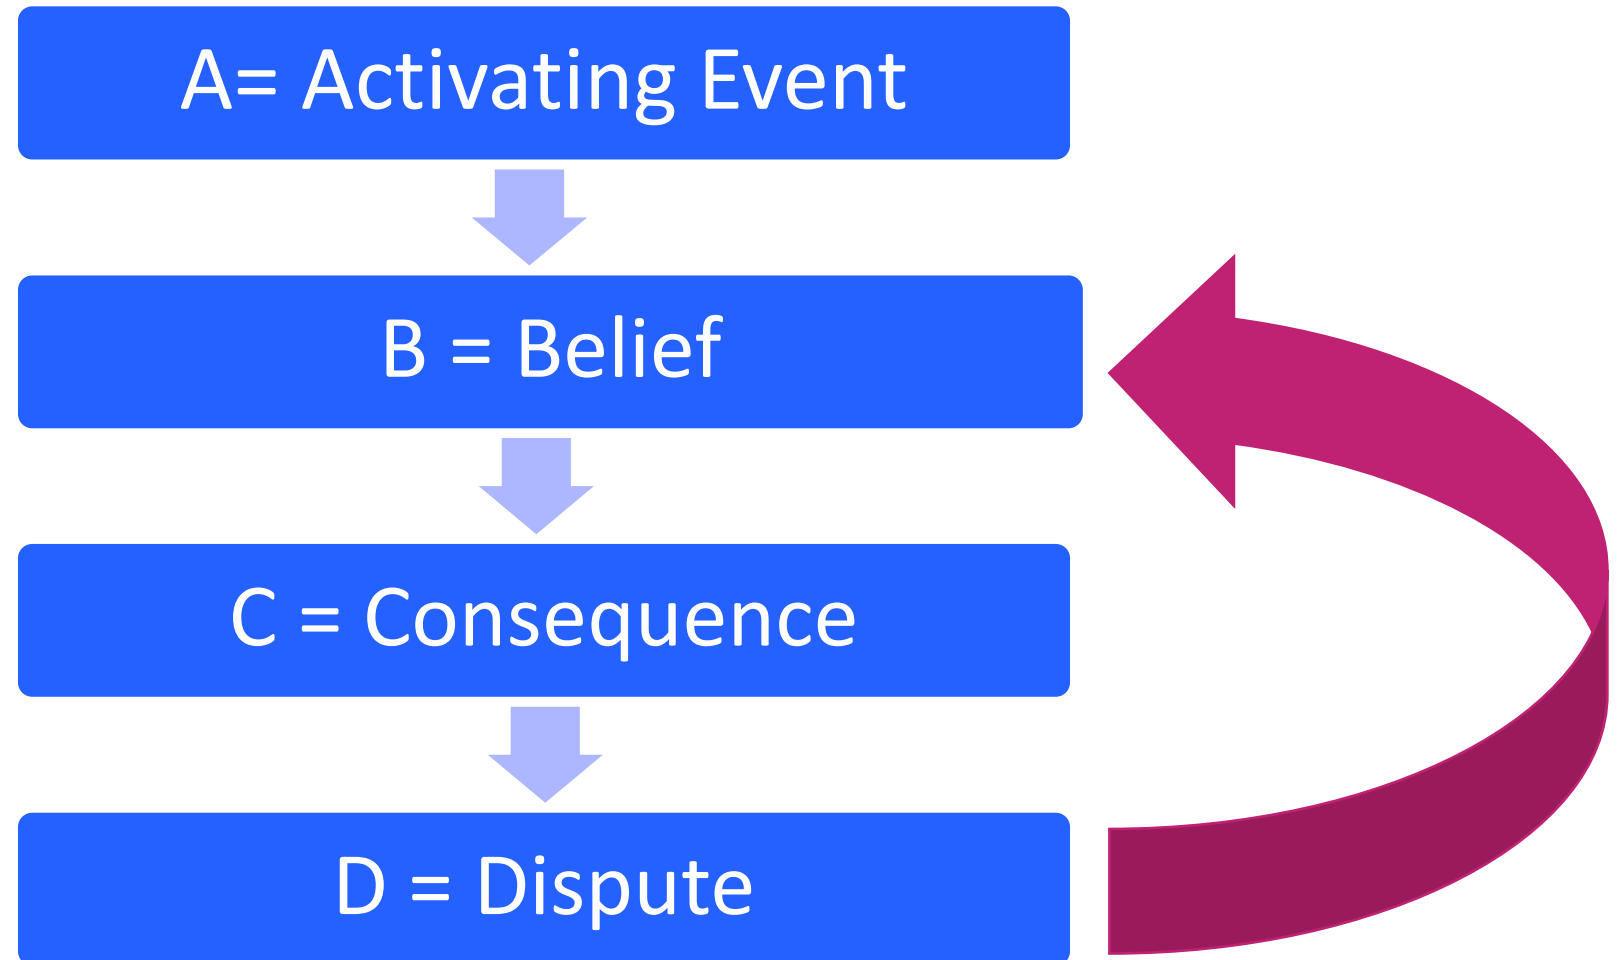 A= Activating Event
B = Belief
C = Consequence
D = Dispute